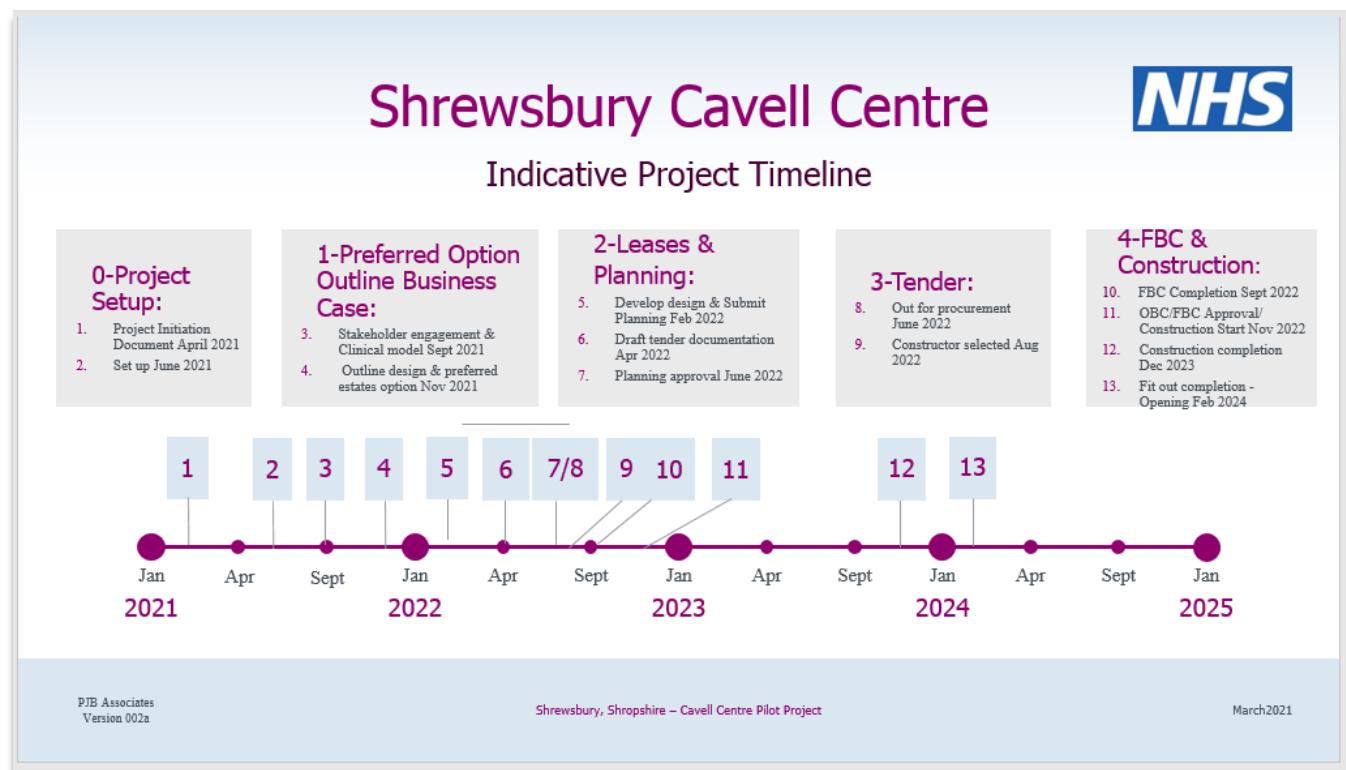 Shrewsbury Cavell Centre
NHS
Indicative Project Timeline
0-Project
Setup:
1. Project Initiation
Document April 2021
2. Set up June 2021
1-Preferred Option
Outline Business
Case:
3. Stakeholder engagement &
Clinical model Sept 2021
4. Outline design & preferred
estates option Nov 2021
2-Leases &
Planning:
5. Develop design & Submit
Planning Feb 2022
6. Draft tender documentation
Apr 2022
7. Planning approval June 2022
3-Tender:
8. Out for procurement
June 2022
9. Constructor selected Aug
2022
4-FBC &
Construction:
10. FBC Completion Sept 2022
11. OBC/FBC Approval/
Construction Start Nov 2022
12. Construction completion
Dec 2023
13. Fit out completion -
Opening Feb 2024
1 2 3 4 5 6 7/8 9 10 11 12 13
Jan Apr Sept Jan Apr Sept Jan Apr Sept Jan Apr Sept Jan
2021 2022 2023 2024 2025
PJB Associates
Version 002a
Shrewsbury, Shropshire – Cavell Centre Pilot Project
March2021